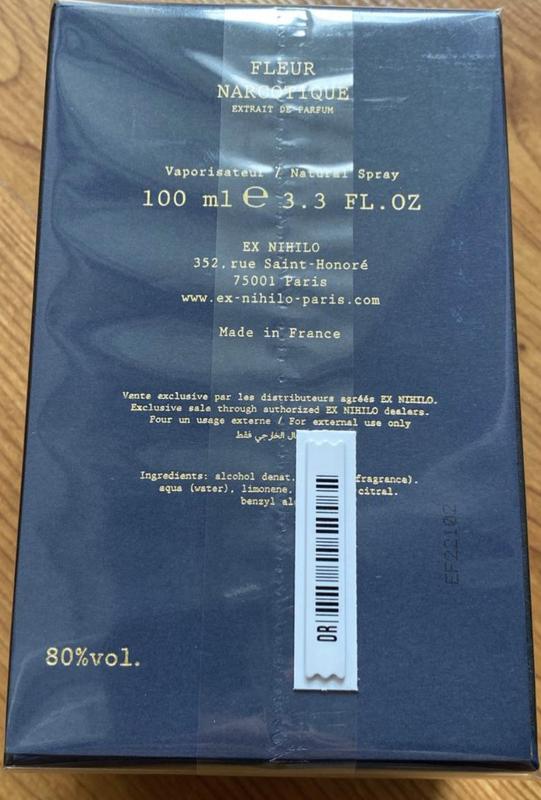 FLEUR
NARCOTIQUE
EXTRAIT DE PARFUM
Vaporisateur / Natural Spray
100 ml ℮ 3.3 FL.OZ
EX NIHILO
352, rue Saint-Honoré
75001 Paris
www.ex-nihilo-paris.com
Made in France
Vente exclusive par les distributeurs agréés EX NIHILO.
Exclusive sale through authorized EX NIHILO dealers.
Pour un usage externe / For external use only
الخارجي فقط
Ingredients: alcohol denat. fragrance).
aqua (water), limonene, citral.
benzyl
DR
EF22102
80%vol.